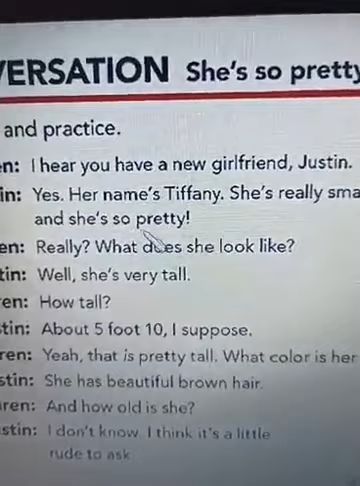 VERSATION She's so pretty
and practice.
en: I hear you have a new girlfriend, Justin.
in: Yes. Her name's Tiffany. She's really sma
and she's so pretty!
en: Really? What does she look like?
tin: Well, she's very tall.
ren: How tall?
stin: About 5 foot 10, I suppose.
ren: Yeah, that is pretty tall. What color is her
stin: She has beautiful brown hair.
ren: And how old is she?
stin: I don't know. I think it's a little
rude to ask.